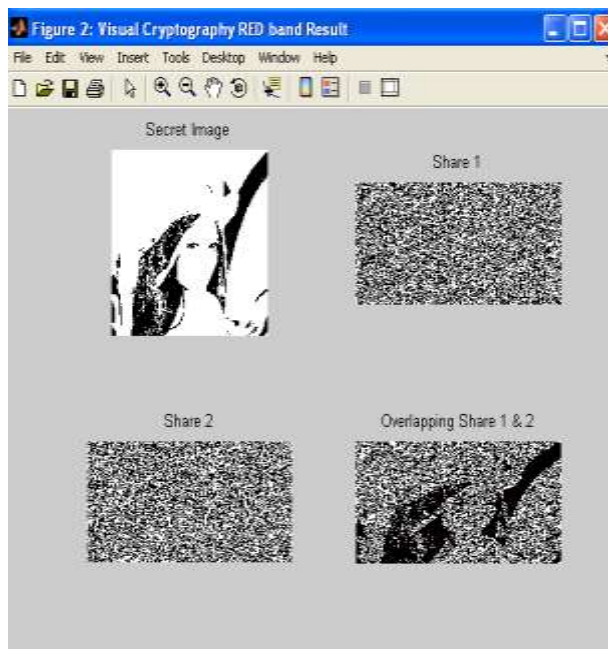 Figure 2: Visual Cryptography RED band Result
File Edit View Insert Tools Desktop Window Help
Secret Image
Share 1
Share 2
Overlapping Share 1 & 2